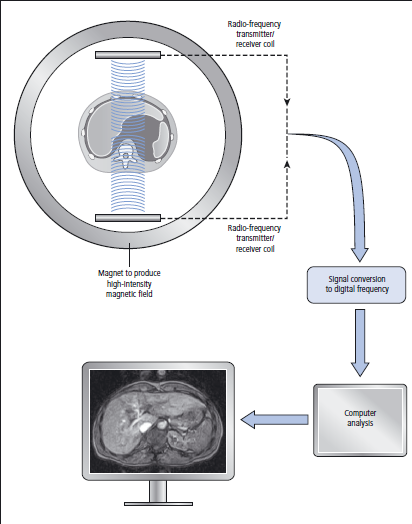 Radio-frequency
transmitter/
receiver coil
Radio-frequency
transmitter/
receiver coil
Magnet to produce
high-intensity
magnetic field
Signal conversion
to digital frequency
Computer
analysis